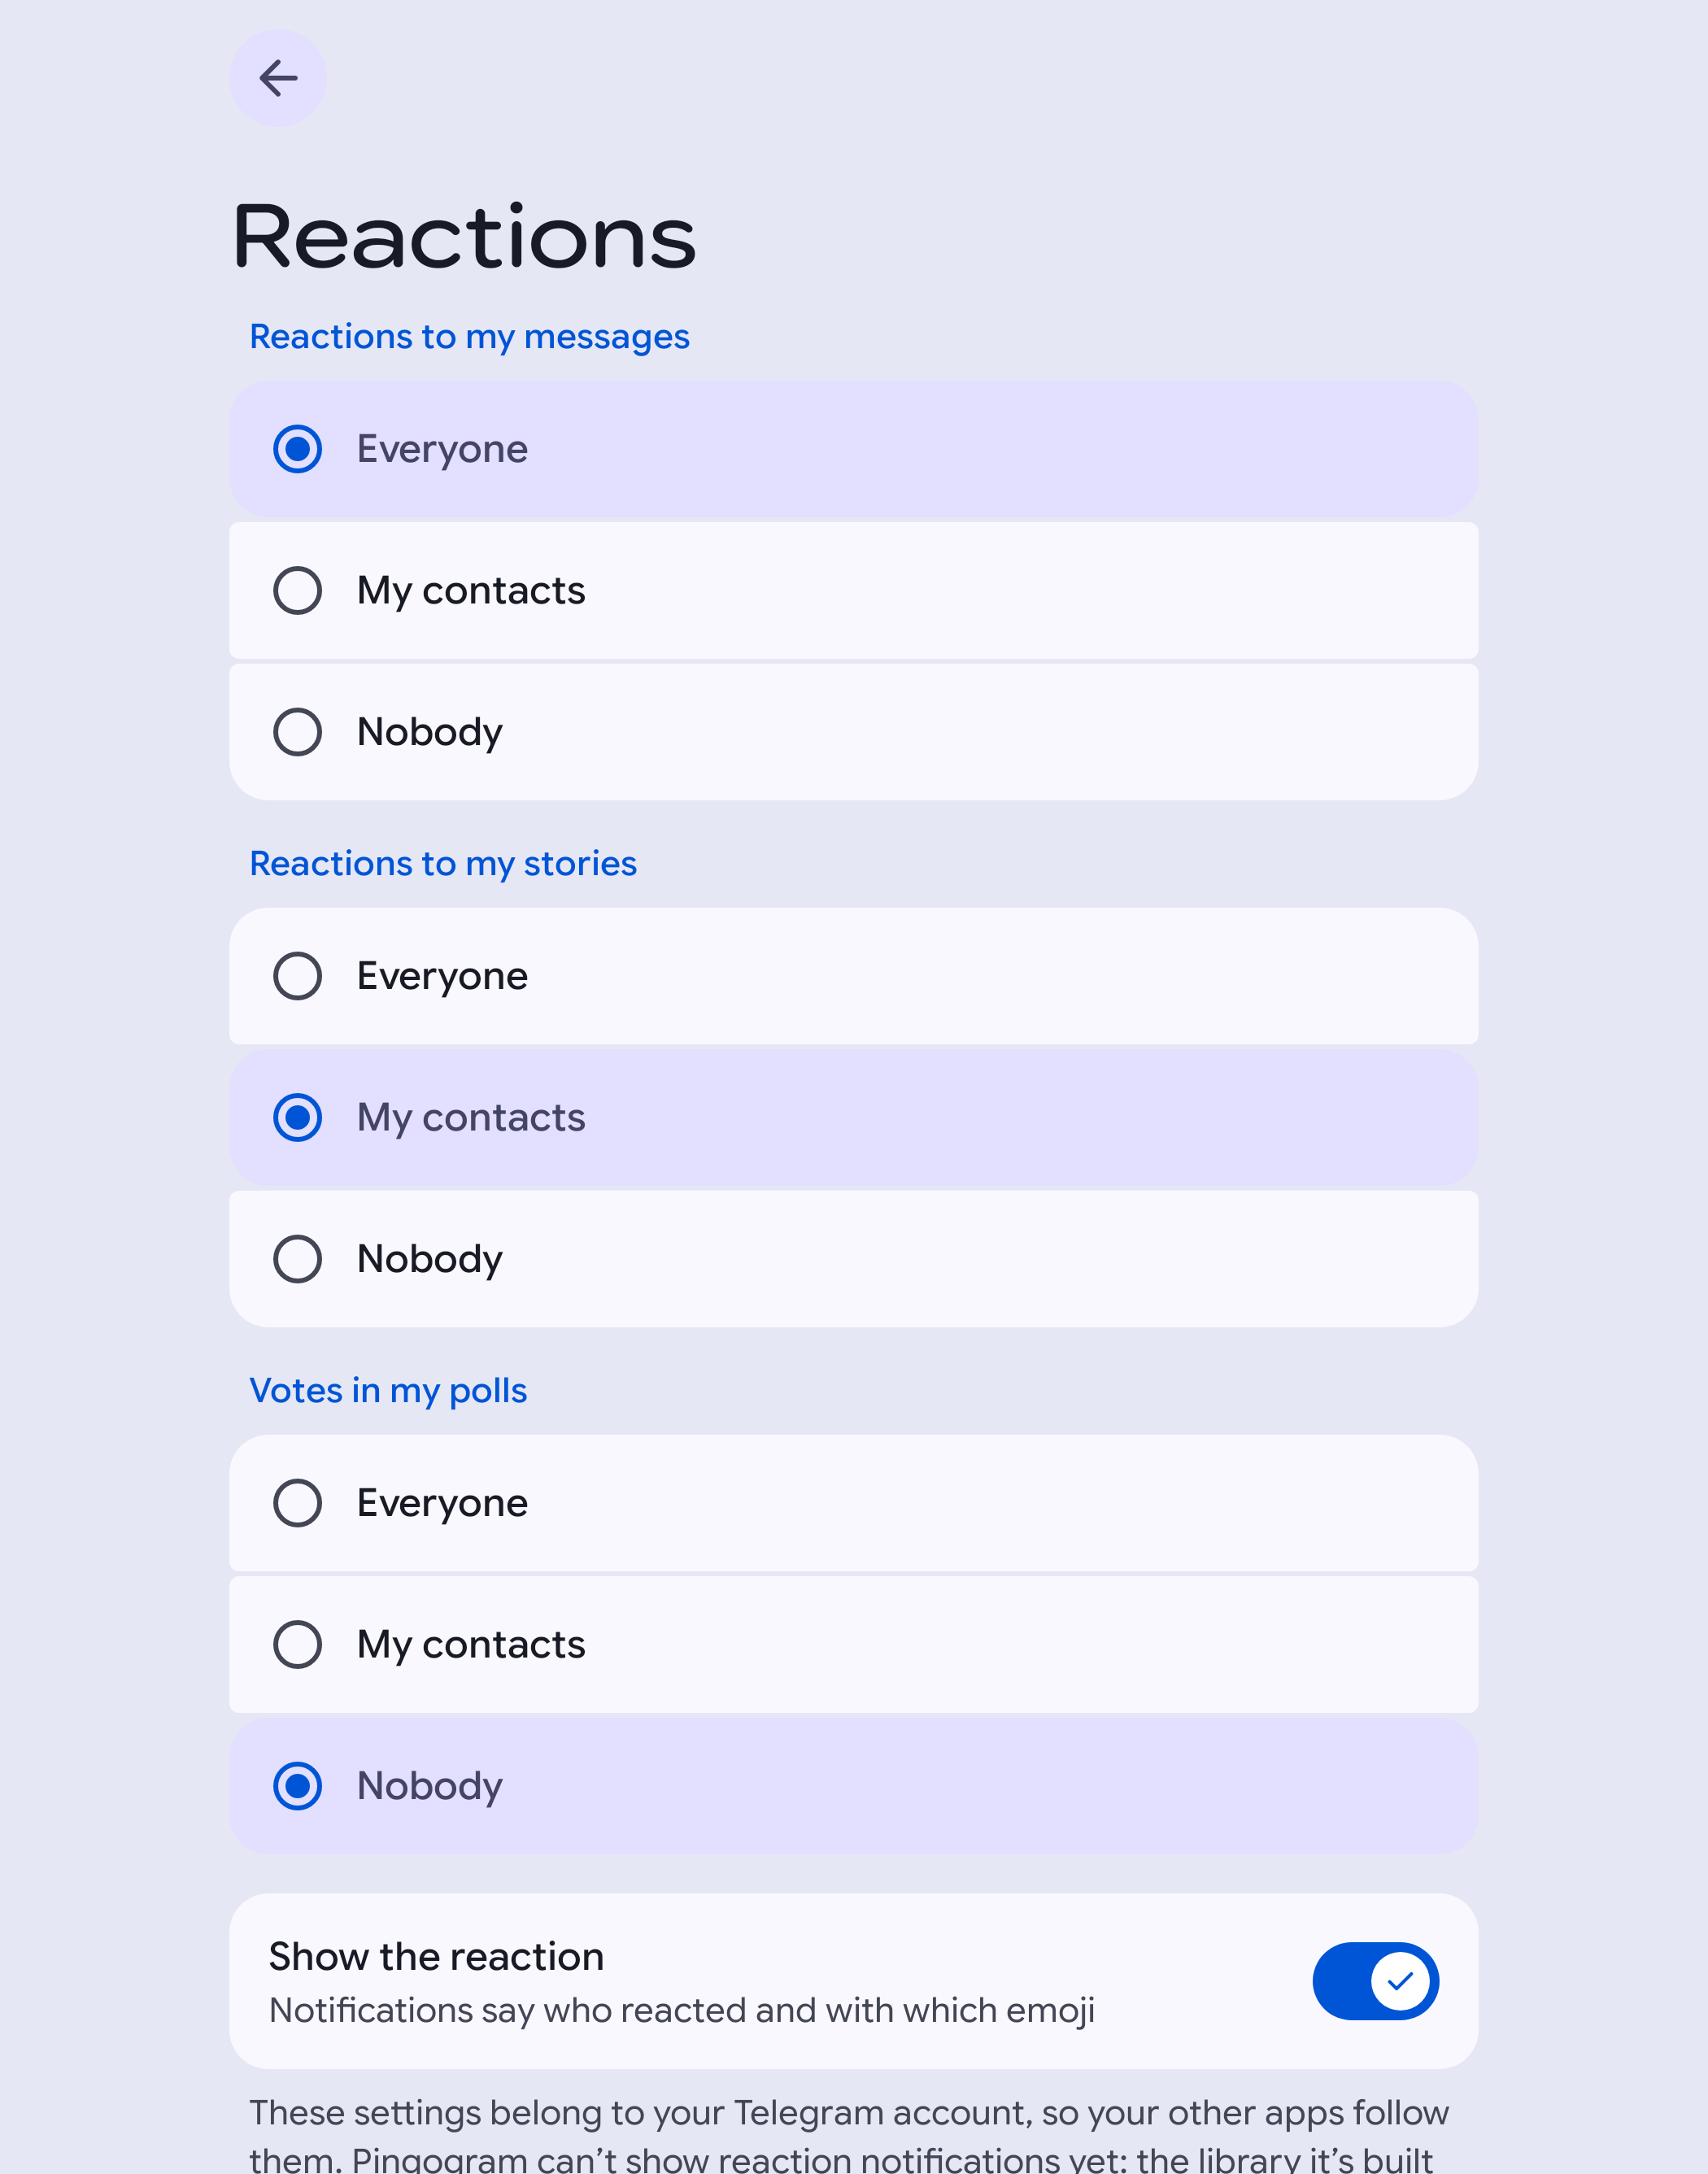 Reactions
Reactions to my messages
Everyone
My contacts
Nobody
Reactions to my stories
Everyone
My contacts
Nobody
Votes in my polls
Everyone
My contacts
Nobody
Show the reaction
Notifications say who reacted and with which emoji
These settings belong to your Telegram account, so your other apps follow
them. Pingogram can’t show reaction notifications yet: the library it’s built